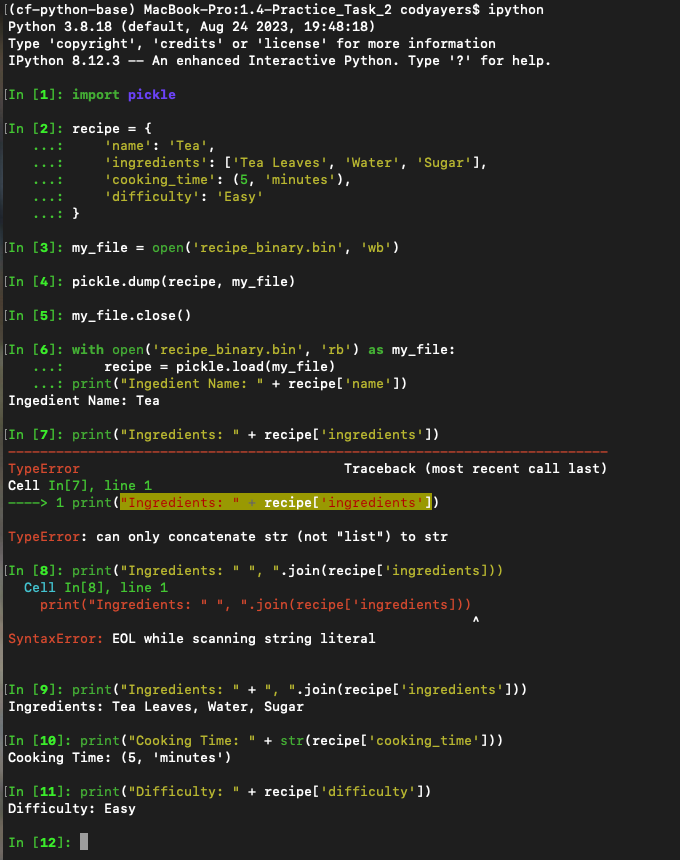 [(cf-python-base) MacBook-Pro:1.4-Practice_Task_2 codyayers$ ipython
Python 3.8.18 (default, Aug 24 2023, 19:48:18)
Type 'copyright', 'credits' or 'license' for more information
IPython 8.12.3 -- An enhanced Interactive Python. Type '?' for help.
[In [1]: import pickle
[In [2]: recipe = {
...: 'name': 'Tea',
...: 'ingredients': ['Tea Leaves', 'Water', 'Sugar'],
...: 'cooking_time': (5, 'minutes'),
...: 'difficulty': 'Easy'
...: }
[In [3]: my_file = open('recipe_binary.bin', 'wb')
[In [4]: pickle.dump(recipe, my_file)
[In [5]: my_file.close()
[In [6]: with open('recipe_binary.bin', 'rb') as my_file:
...: recipe = pickle.load(my_file)
...: print("Ingedient Name: " + recipe['name'])
Ingedient Name: Tea
[In [7]: print("Ingredients: " + recipe['ingredients'])
---------------------------------------------------------------------------
TypeError Traceback (most recent call last)
Cell In[7], line 1
----> 1 print("Ingredients: " + recipe['ingredients'])
TypeError: can only concatenate str (not "list") to str
[In [8]: print("Ingredients: " ", ".join(recipe['ingredients]))
Cell In[8], line 1
print("Ingredients: " ", ".join(recipe['ingredients]))
^
SyntaxError: EOL while scanning string literal
[In [9]: print("Ingredients: " + ", ".join(recipe['ingredients']))
Ingredients: Tea Leaves, Water, Sugar
[In [10]: print("Cooking Time: " + str(recipe['cooking_time']))
Cooking Time: (5, 'minutes')
[In [11]: print("Difficulty: " + recipe['difficulty'])
Difficulty: Easy
In [12]: